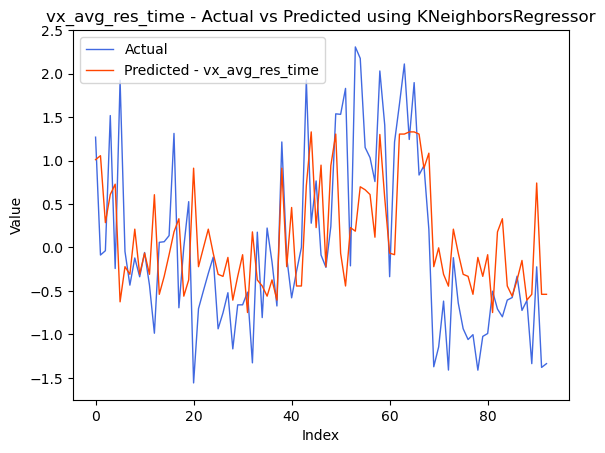 vx_avg_res_time - Actual vs Predicted using KNeighborsRegressor
Actual
Predicted - vx_avg_res_time
2.5
2.0
1.5
1.0
0.5
0.0
−0.5
−1.0
−1.5
Value
0 20 40 60 80
Index